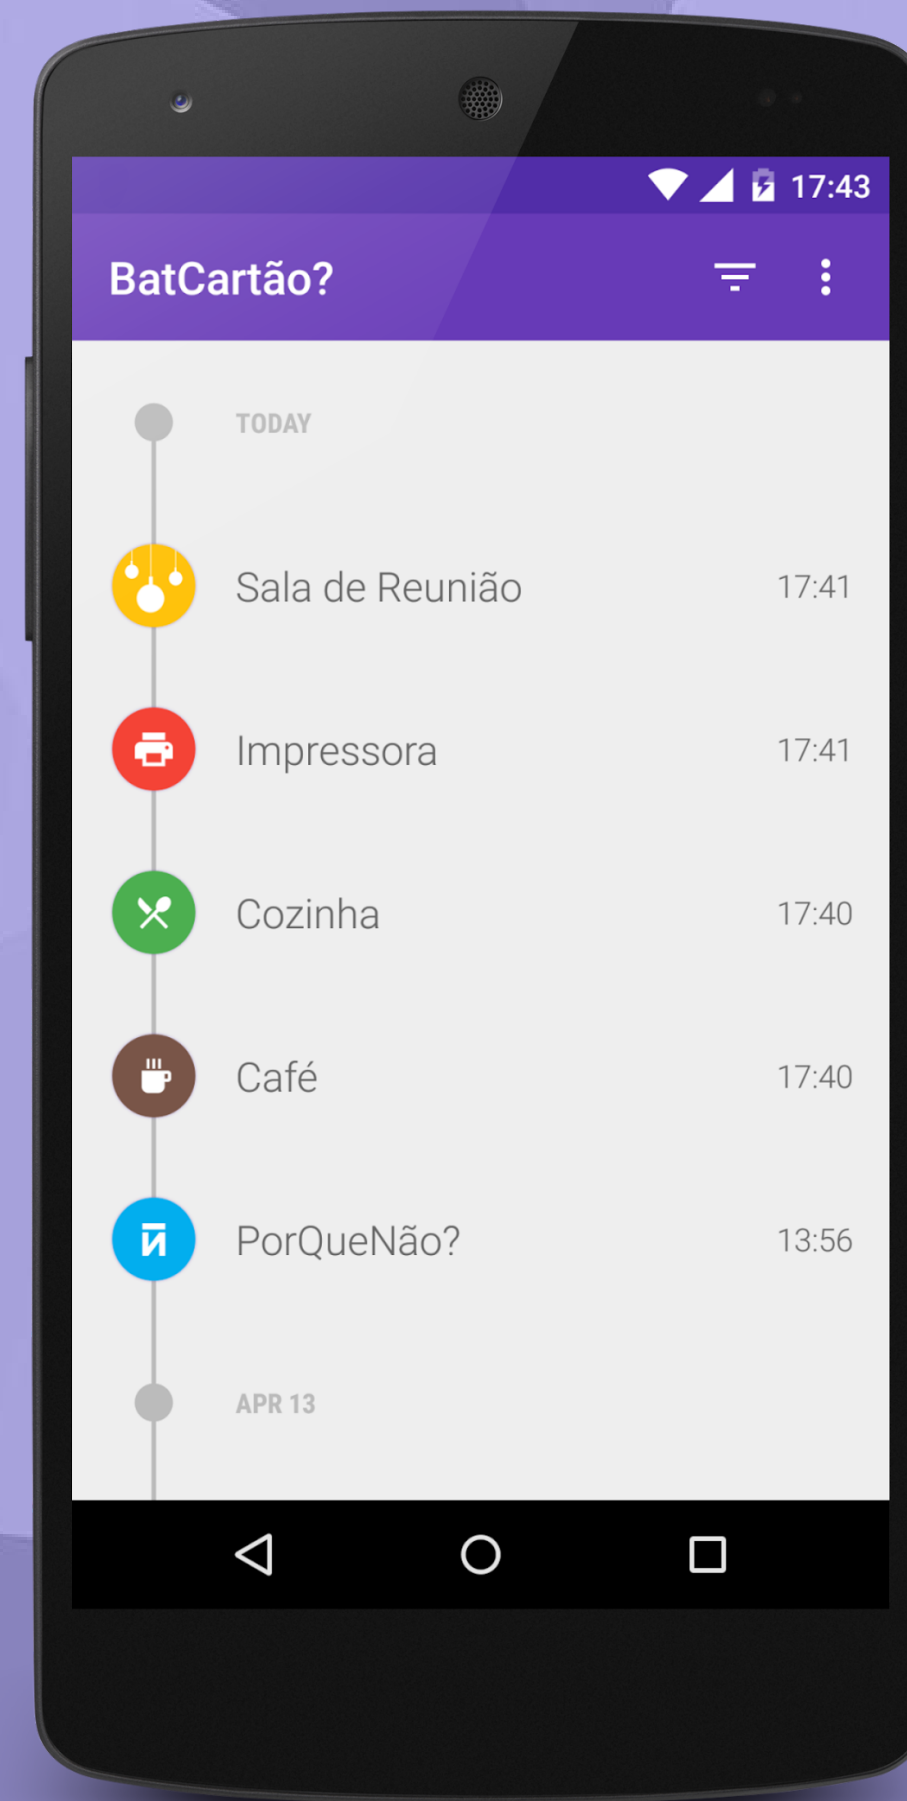 17:43
BatCartão?
TODAY
Sala de Reunião 17:41
Impressora 17:41
Cozinha 17:40
Café 17:40
PorQueNão? 13:56
APR 13